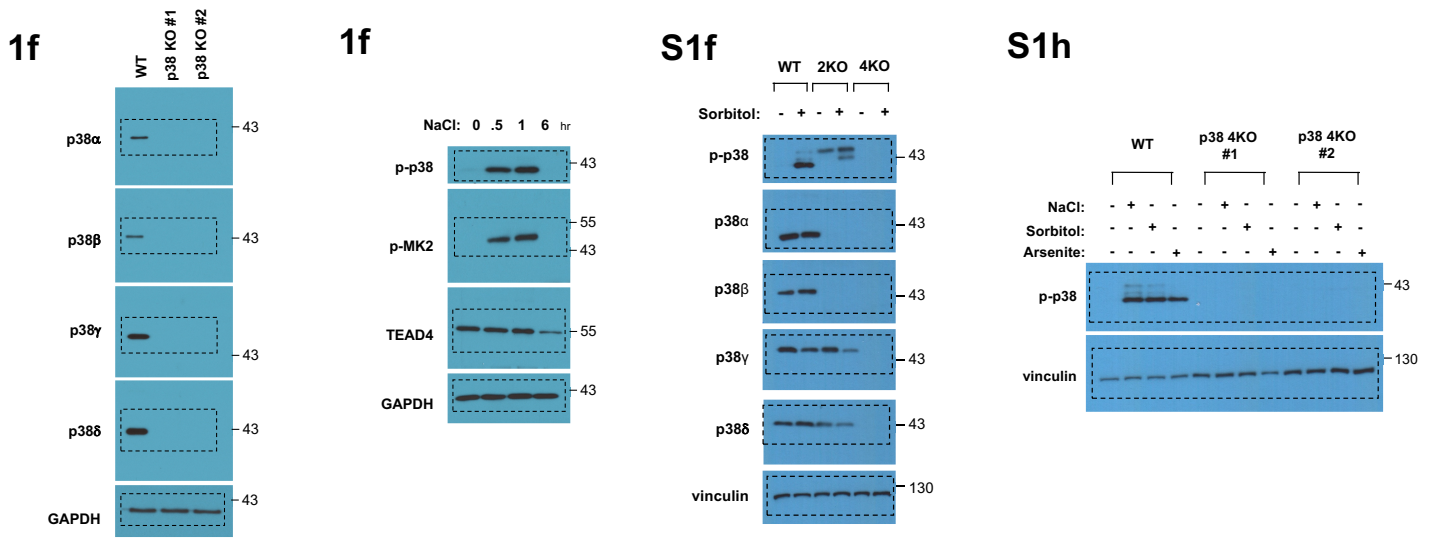 1f
WT
p38 KO #1
p38 KO #2
p38α
43
p38β
43
p38γ
43
p38δ
43
GAPDH
43
1f
NaCl: 0 .5 1 6 hr
p-p38
43
p-MK2
55
43
TEAD4
55
GAPDH
43
S1f
WT 2KO 4KO
Sorbitol: - + - + - +
p-p38
43
p38α
43
p38β
43
p38γ
43
p38δ
43
vinculin
130
S1h
WT
p38 4KO #1
p38 4KO #2
NaCl: - + - - - + - - - + - -
Sorbitol: - - + - - - + - - - + -
Arsenite: - - - + - - - + - - - +
p-p38
43
vinculin
130